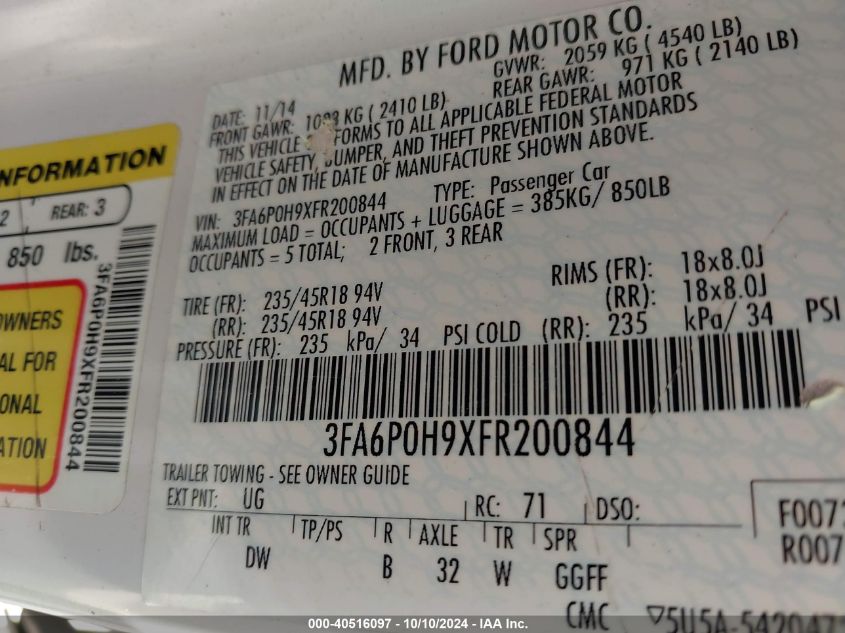 MFD. BY FORD MOTOR CO.
DATE: 11/14
GVWR: 2059 KG ( 4540 LB)
FRONT GAWR: KG ( 2410 LB)
REAR GAWR: 971 KG ( 2140 LB)
THIS VEHICLE FORMS TO ALL APPLICABLE FEDERAL MOTOR
VEHICLE SAFETY, UMPER, AND THEFT PREVENTION STANDARDS
IN EFFECT ON THE DATE OF MANUFACTURE SHOWN ABOVE.
VIN: 3FA6P0H9XFR200844 TYPE: Passenger Car
MAXIMUM LOAD = OCCUPANTS + LUGGAGE = 385KG/ 850LB
OCCUPANTS = 5 TOTAL; 2 FRONT, 3 REAR
TIRE (FR): 235/45R18 94V RIMS (FR): 18x8.0J
(RR): 235/45R18 94V (RR): 18x8.0J
PRESSURE (FR): 235 kPa/ 34 PSI COLD (RR): 235 kPa/ 34 PSI
3FA6P0H9XFR200844
TRAILER TOWING - SEE OWNER GUIDE
EXT PNT: UG RC: 71 DSO:
INT TR TP/PS R AXLE TR SPR
DW B 32 W GGFF
F007
R007
CMC 5U5A-542047
NFORMATION
2 REAR: 3
850 lbs.
3FA6P0H9XFR200844
OWNERS
AL FOR
ONAL
ATION
000-40516097 - 10/10/2024 - IAA Inc.